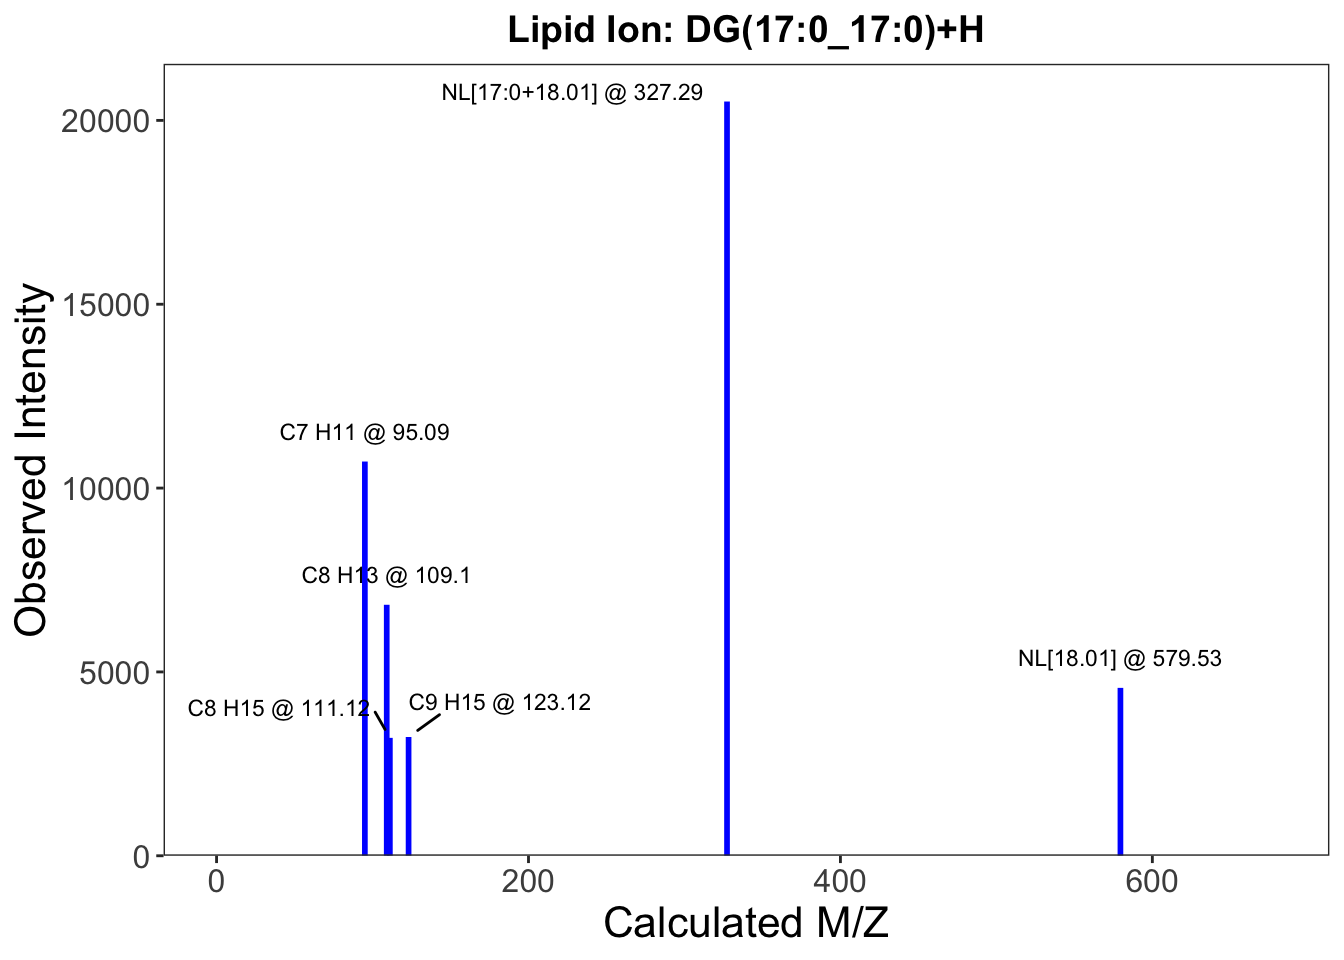 Lipid Ion: DG(17:0_17:0)+H
NL[17:0+18.01] @ 327.29
20000
15000
C7 H11 @ 95.09
10000
C8 H13 @ 109.1
NL[18.01] @ 579.53
5000
C8 H15 @ 111.12
C9 H15 @ 123.12
0
Observed Intensity
0 200 400 600
Calculated M/Z